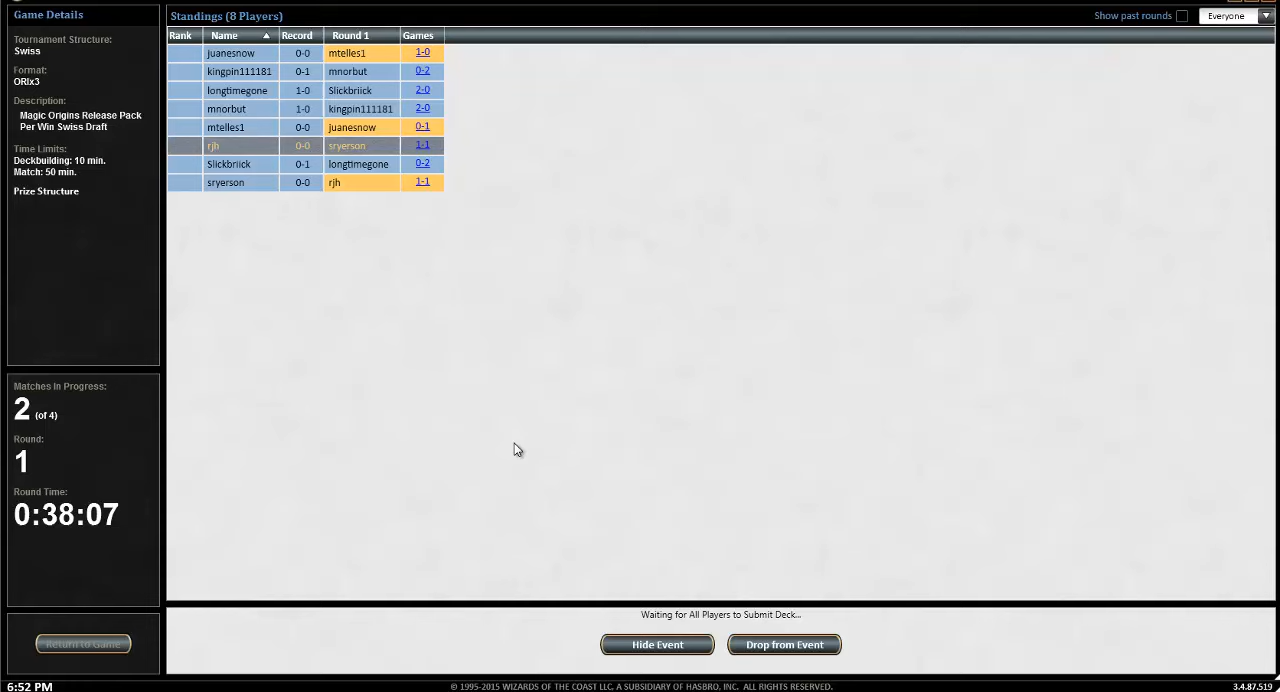 Game Details
Tournament Structure:
Swiss
Format:
ORIx3
Description:
Magic Origins Release Pack
Per Win Swiss Draft
Time Limits:
Deckbuilding: 10 min.
Match: 50 min.
Prize Structure
Matches In Progress:
2 (of 4)
Round:
1
Round Time:
0:38:07
Return to Game
6:52 PM
Standings (8 Players)
Show past rounds
Everyone
Rank Name Record Round 1 Games
juanesnow 0-0 mtelles1 1-0
kingpin111181 0-1 mnorbut 0-2
longtimegone 1-0 Slickbriick 2-0
mnorbut 1-0 kingpin111181 2-0
mtelles1 0-0 juanesnow 0-1
rjh 0-0 sryerson 1-1
Slickbriick 0-1 longtimegone 0-2
sryerson 0-0 rjh 1-1
Waiting for All Players to Submit Deck...
Hide Event Drop from Event
© 1995-2015 WIZARDS OF THE COAST LLC, A SUBSIDIARY OF HASBRO, INC. ALL RIGHTS RESERVED.
3.4.87.519